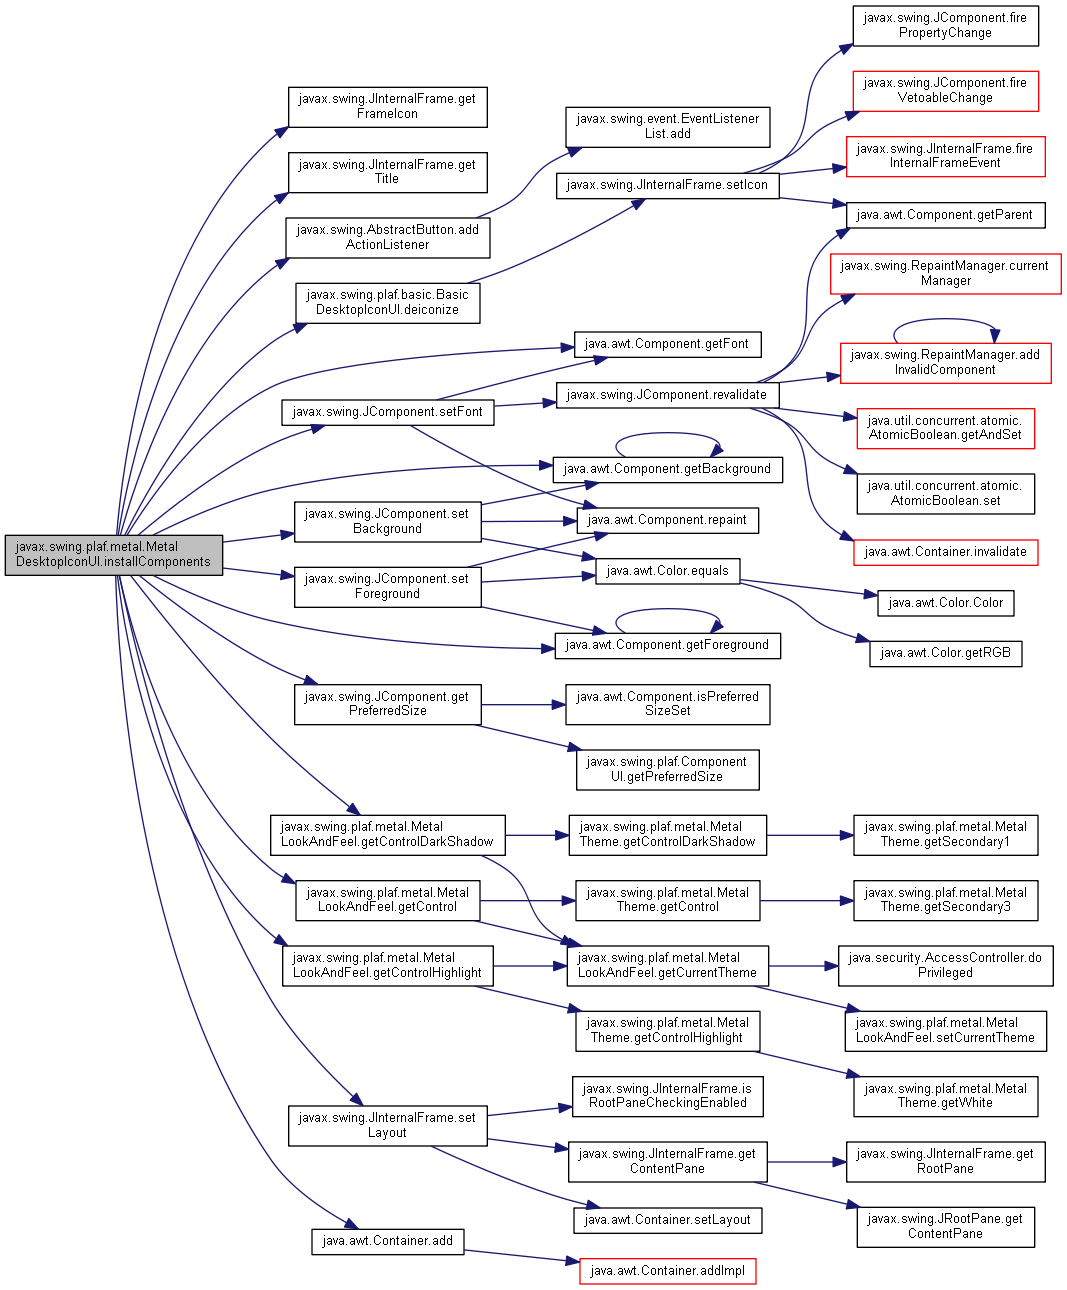 javax.swing.plaf.metal.Metal
DesktopIconUI.installComponents
javax.swing.JInternalFrame.get
FrameIcon
javax.swing.JInternalFrame.get
Title
javax.swing.AbstractButton.add
ActionListener
javax.swing.plaf.basic.Basic
DesktopIconUI.deiconize
javax.swing.JComponent.setFont
javax.swing.JComponent.set
Background
javax.swing.JComponent.set
Foreground
javax.swing.JComponent.get
PreferredSize
javax.swing.plaf.metal.Metal
LookAndFeel.getControlDarkShadow
javax.swing.plaf.metal.Metal
LookAndFeel.getControl
javax.swing.plaf.metal.Metal
LookAndFeel.getControlHighlight
javax.swing.JInternalFrame.set
Layout
java.awt.Container.add
javax.swing.event.EventListener
List.add
javax.swing.JInternalFrame.setIcon
java.awt.Component.getFont
javax.swing.JComponent.revalidate
java.awt.Component.getBackground
java.awt.Component.repaint
java.awt.Color.equals
java.awt.Component.getForeground
java.awt.Component.isPreferred
SizeSet
javax.swing.plaf.Component
UI.getPreferredSize
javax.swing.plaf.metal.Metal
Theme.getControlDarkShadow
javax.swing.plaf.metal.Metal
Theme.getControl
javax.swing.plaf.metal.Metal
LookAndFeel.getCurrentTheme
javax.swing.plaf.metal.Metal
Theme.getControlHighlight
javax.swing.JInternalFrame.is
RootPaneCheckingEnabled
javax.swing.JInternalFrame.get
ContentPane
java.awt.Container.setLayout
java.awt.Container.addImpl
javax.swing.JComponent.fire
PropertyChange
javax.swing.JComponent.fire
VetoableChange
javax.swing.JInternalFrame.fire
InternalFrameEvent
java.awt.Component.getParent
javax.swing.RepaintManager.current
Manager
javax.swing.RepaintManager.add
InvalidComponent
java.util.concurrent.atomic.
AtomicBoolean.getAndSet
java.util.concurrent.atomic.
AtomicBoolean.set
java.awt.Container.invalidate
java.awt.Color.Color
java.awt.Color.getRGB
javax.swing.plaf.metal.Metal
Theme.getSecondary1
javax.swing.plaf.metal.Metal
Theme.getSecondary3
java.security.AccessController.do
Privileged
javax.swing.plaf.metal.Metal
LookAndFeel.setCurrentTheme
javax.swing.plaf.metal.Metal
Theme.getWhite
javax.swing.JInternalFrame.get
RootPane
javax.swing.JRootPane.get
ContentPane